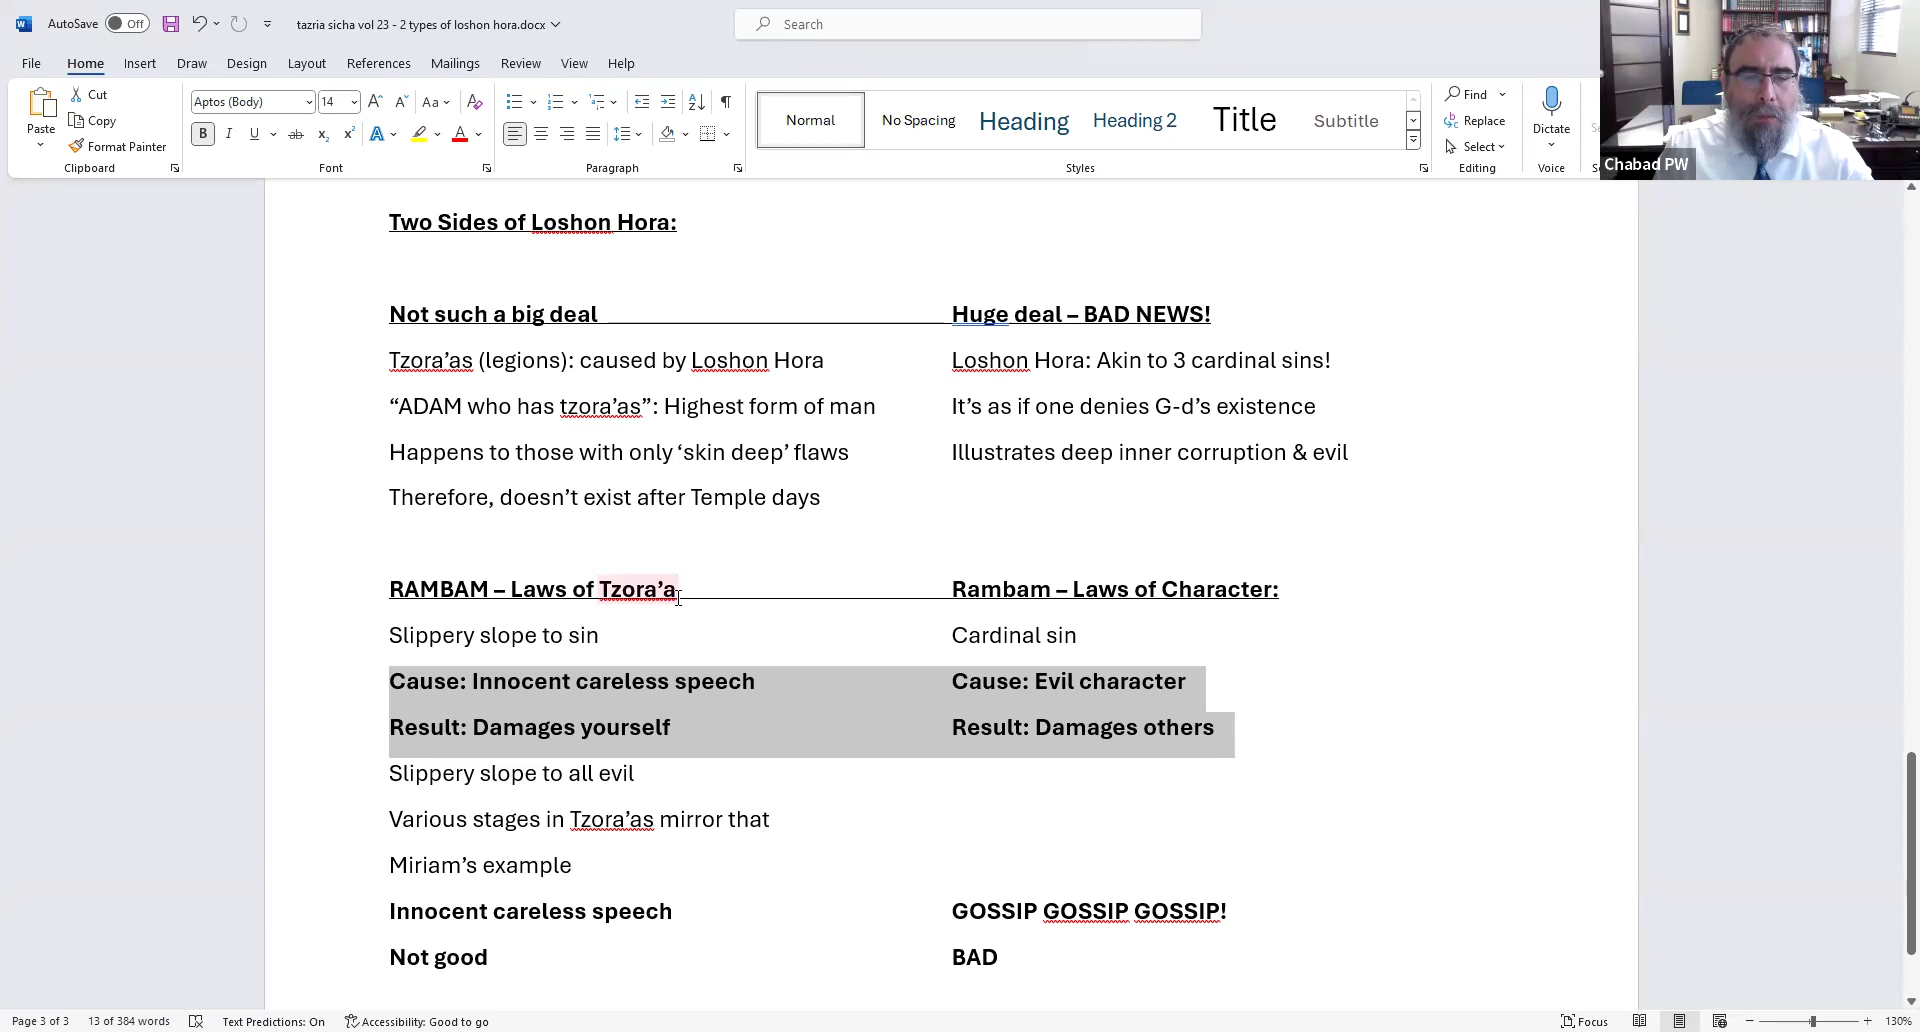 AutoSave Off tazria sicha vol 23 - 2 types of loshon hora.docx Search
File Home Insert Draw Design Layout References Mailings Review View Help
Paste Cut Copy Format Painter
Aptos (Body) 14
Normal No Spacing Heading Heading 2 Title Subtitle
Find Replace Select Dictate
Clipboard Font Paragraph Styles Editing Voice
Chabad PW
Two Sides of Loshon Hora:
Not such a big deal Huge deal – BAD NEWS!
Tzora’as (legions): caused by Loshon Hora Loshon Hora: Akin to 3 cardinal sins!
“ADAM who has tzora’as”: Highest form of man It’s as if one denies G-d’s existence
Happens to those with only ‘skin deep’ flaws Illustrates deep inner corruption & evil
Therefore, doesn’t exist after Temple days
RAMBAM – Laws of Tzora’a Rambam – Laws of Character:
Slippery slope to sin Cardinal sin
Cause: Innocent careless speech Cause: Evil character
Result: Damages yourself Result: Damages others
Slippery slope to all evil
Various stages in Tzora’as mirror that
Miriam’s example
Innocent careless speech GOSSIP GOSSIP GOSSIP!
Not good BAD
Page 3 of 3 13 of 384 words Text Predictions: On Accessibility: Good to go Focus 130%